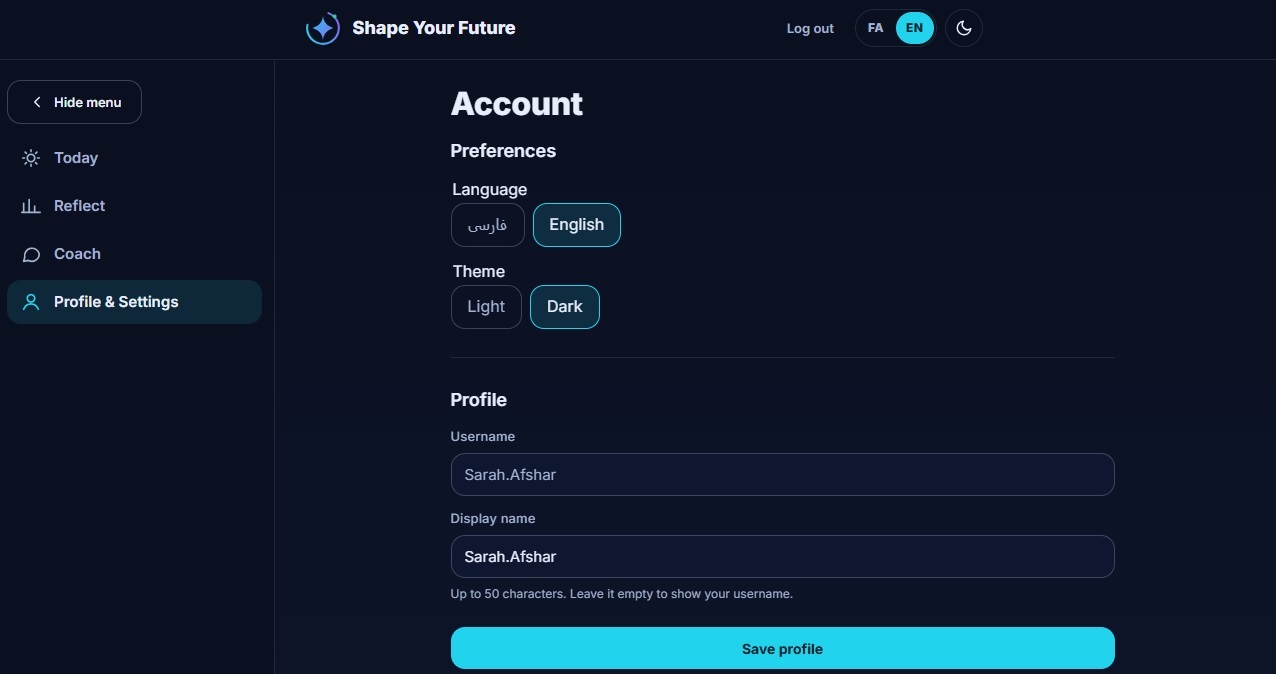 Shape Your Future
Log out
FA EN
Hide menu
Today
Reflect
Coach
Profile & Settings
Account
Preferences
Language
فارسی English
Theme
Light Dark
Profile
Username
Sarah.Afshar
Display name
Sarah.Afshar
Up to 50 characters. Leave it empty to show your username.
Save profile